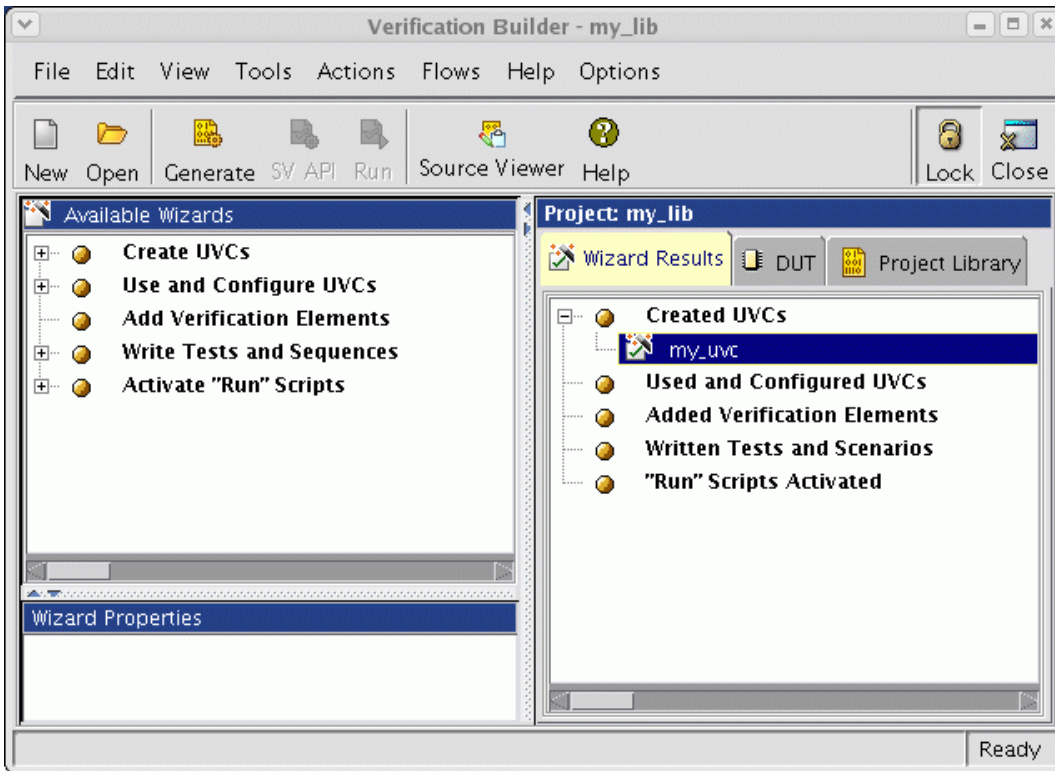 Verification Builder - my_lib
File Edit View Tools Actions Flows Help Options
New Open Generate SV API Run Source Viewer Help Lock Close
Available Wizards
Create UVCs
Use and Configure UVCs
Add Verification Elements
Write Tests and Sequences
Activate "Run" Scripts
Wizard Properties
Project: my_lib
Wizard Results DUT Project Library
Created UVCs
my_uvc
Used and Configured UVCs
Added Verification Elements
Written Tests and Scenarios
"Run" Scripts Activated
Ready